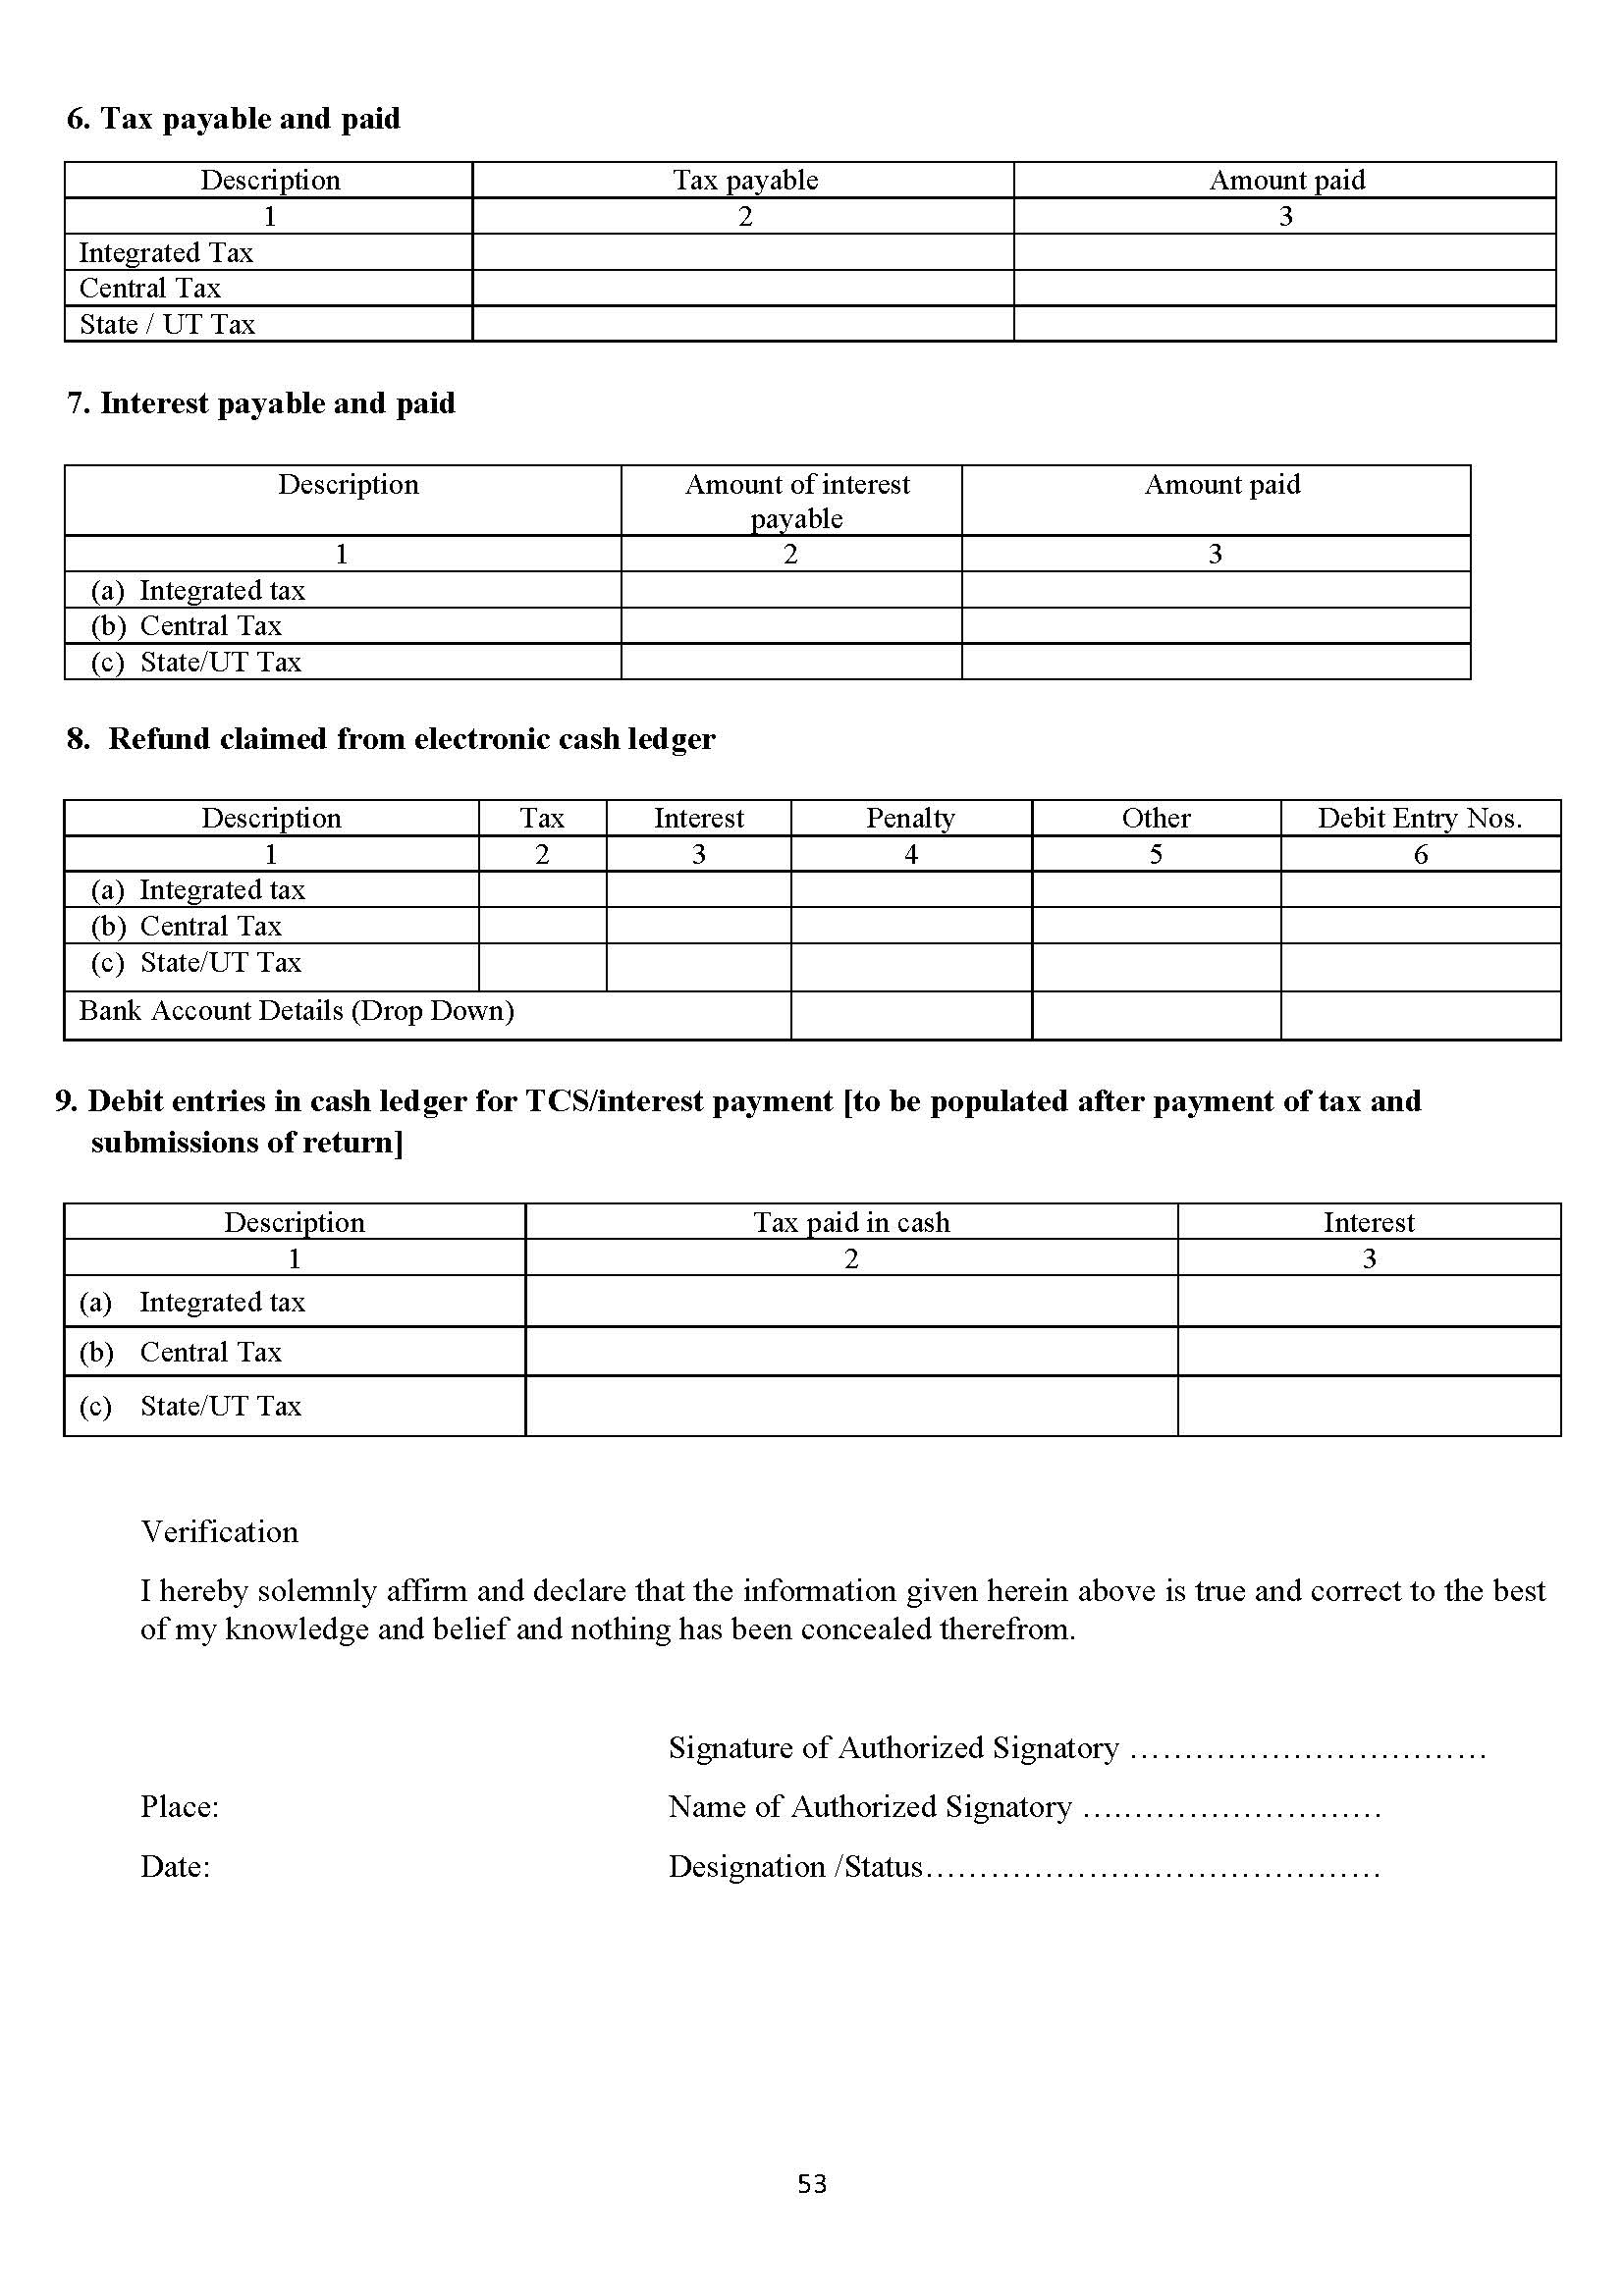 6. Tax payable and paid
Description Tax payable Amount paid
1 2 3
Integrated Tax
Central Tax
State / UT Tax
7. Interest payable and paid
Description Amount of interest payable Amount paid
1 2 3
(a) Integrated tax
(b) Central Tax
(c) State/UT Tax
8. Refund claimed from electronic cash ledger
Description Tax Interest Penalty Other Debit Entry Nos.
1 2 3 4 5 6
(a) Integrated tax
(b) Central Tax
(c) State/UT Tax
Bank Account Details (Drop Down)
9. Debit entries in cash ledger for TCS/interest payment [to be populated after payment of tax and
submissions of return]
Description Tax paid in cash Interest
1 2 3
(a) Integrated tax
(b) Central Tax
(c) State/UT Tax
Verification
I hereby solemnly affirm and declare that the information given herein above is true and correct to the best
of my knowledge and belief and nothing has been concealed therefrom.
Signature of Authorized Signatory ……………………………
Place: Name of Authorized Signatory ….……………………
Date: Designation /Status……………………………………
53